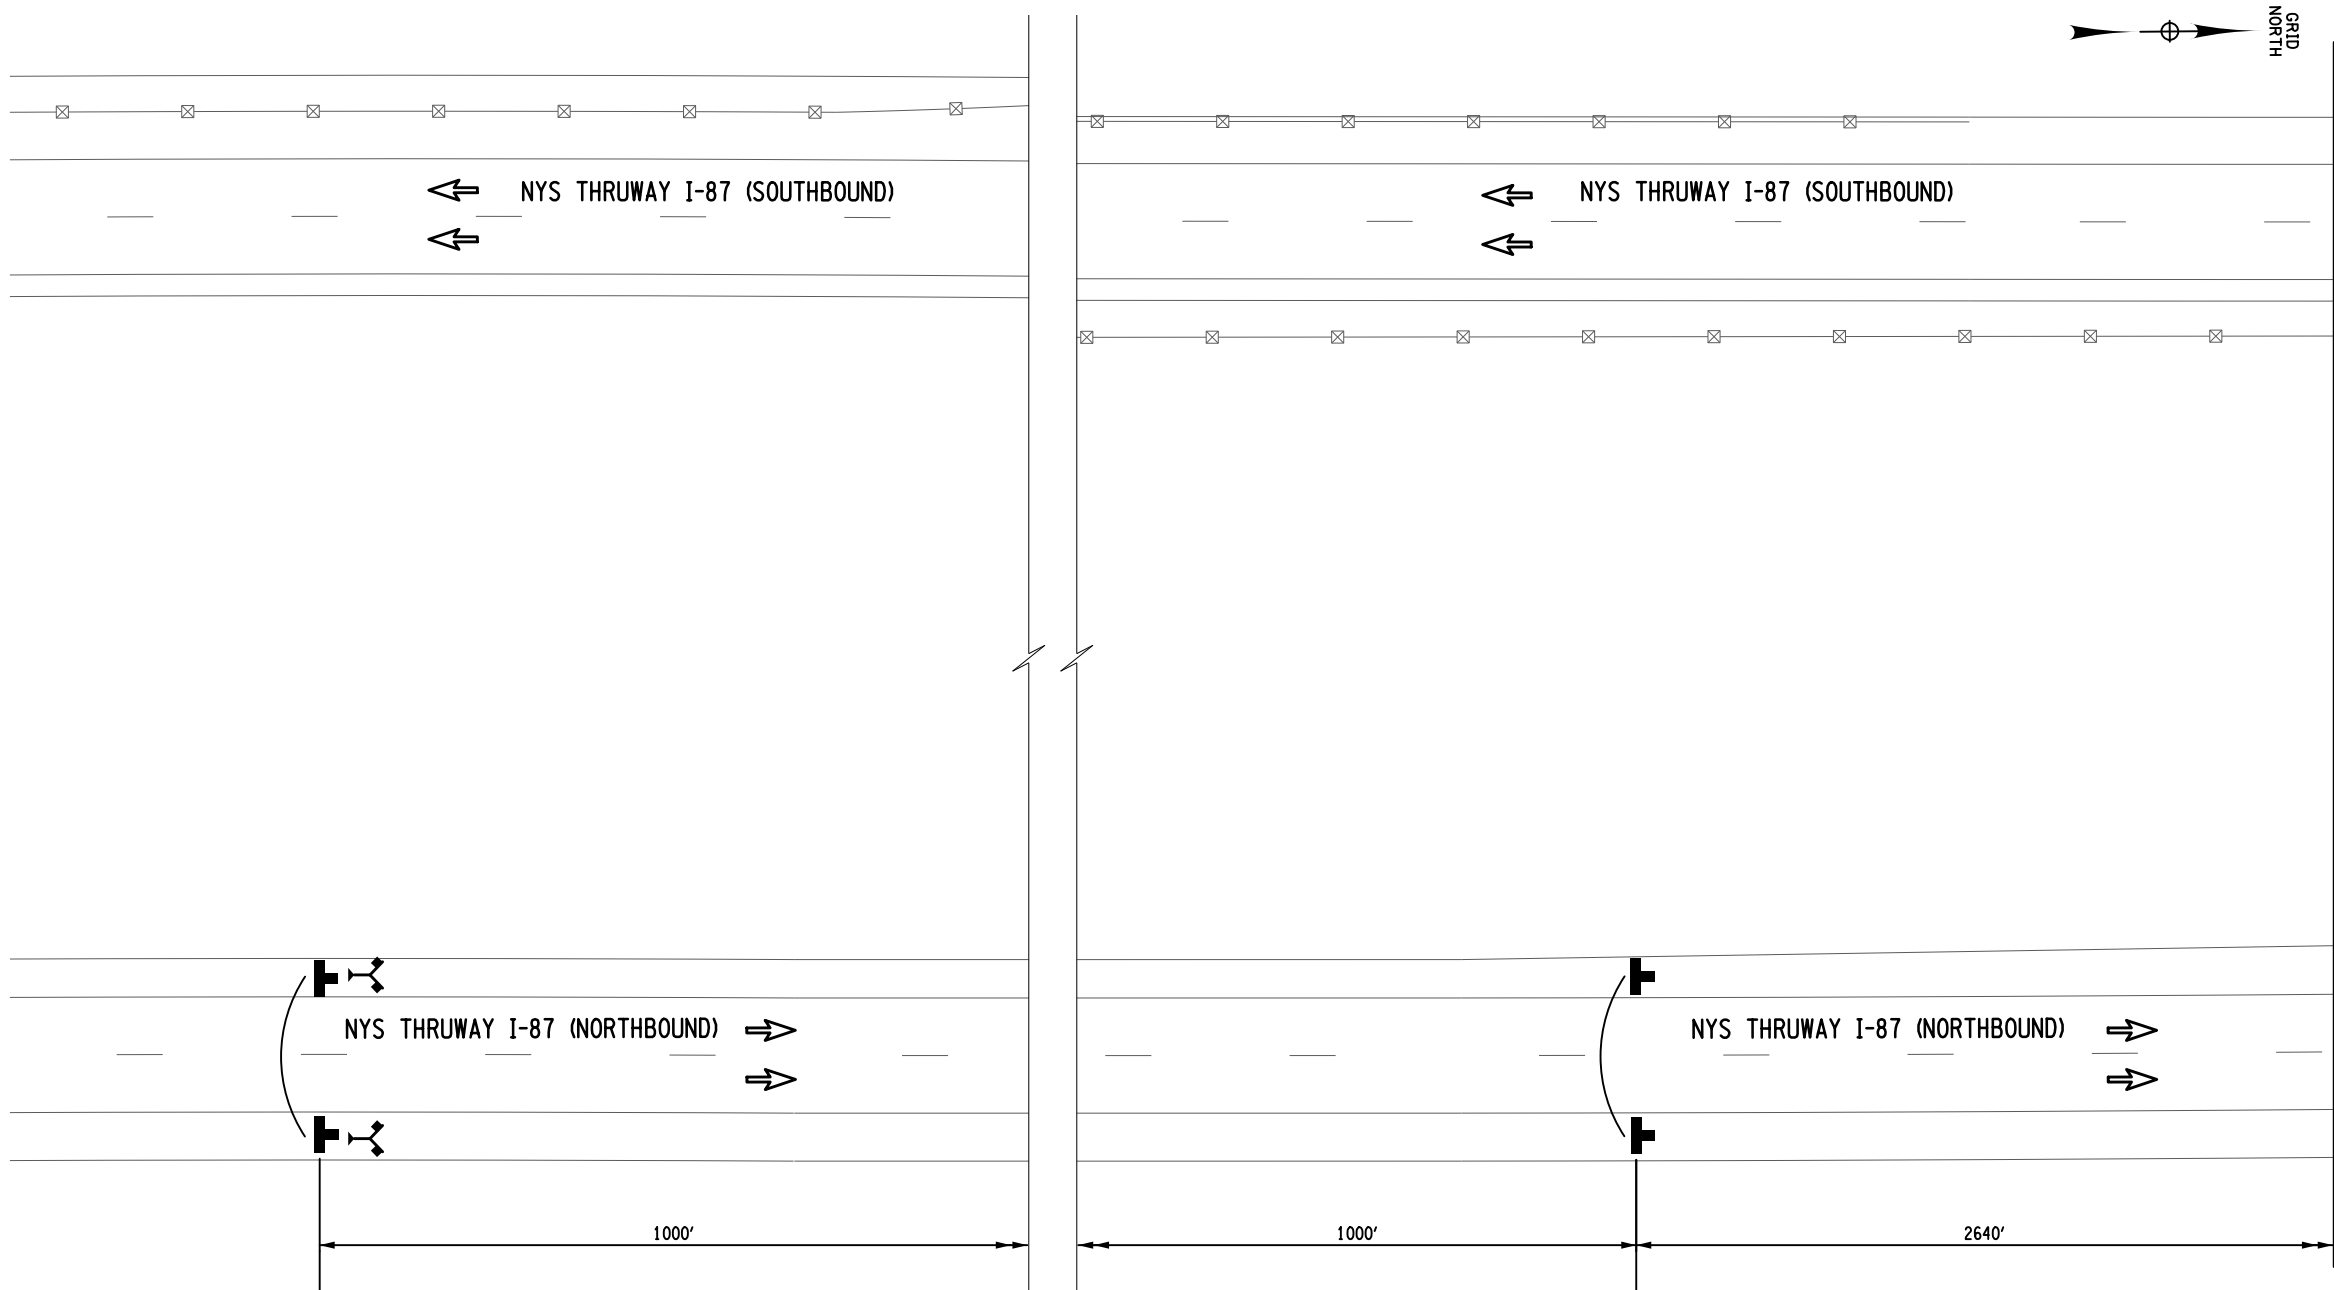 GRID
NORTH
NYS THRUWAY I-87 (SOUTHBOUND)
NYS THRUWAY I-87 (SOUTHBOUND)
NYS THRUWAY I-87 (NORTHBOUND)
NYS THRUWAY I-87 (NORTHBOUND)
1000'
1000'
2640'